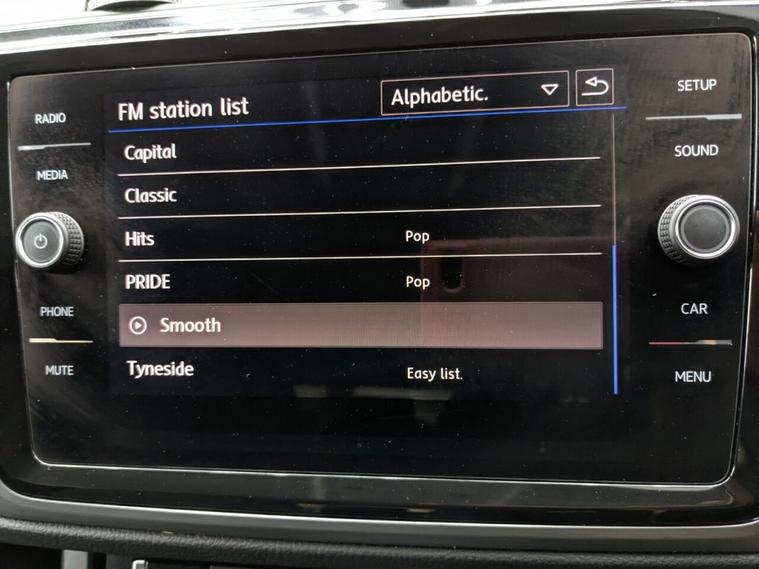 RADIO
MEDIA
PHONE
MUTE
FM station list
Alphabetic.
Capital
Classic
Hits Pop
PRIDE Pop
Smooth
Tyneside Easy list.
SETUP
SOUND
CAR
MENU